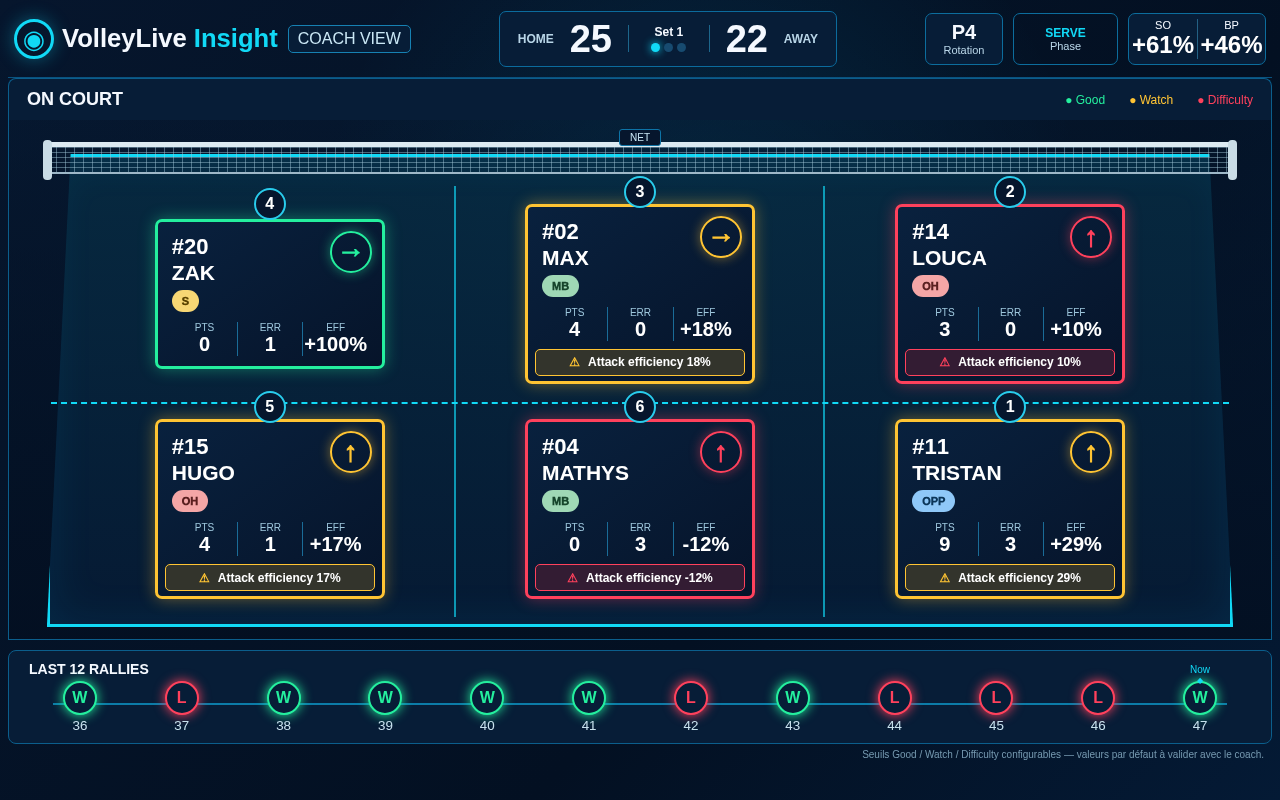 VolleyLive Insight COACH VIEW
HOME 25 Set 1 22 AWAY
P4
Rotation
SERVE
Phase
SO BP
+61% +46%
ON COURT
● Good ● Watch ● Difficulty
NET
4
#20
ZAK
S
PTS ERR EFF
0 1 +100%
3
#02
MAX
MB
PTS ERR EFF
4 0 +18%
⚠ Attack efficiency 18%
2
#14
LOUCA
OH
PTS ERR EFF
3 0 +10%
⚠ Attack efficiency 10%
5
#15
HUGO
OH
PTS ERR EFF
4 1 +17%
⚠ Attack efficiency 17%
6
#04
MATHYS
MB
PTS ERR EFF
0 3 -12%
⚠ Attack efficiency -12%
1
#11
TRISTAN
OPP
PTS ERR EFF
9 3 +29%
⚠ Attack efficiency 29%
LAST 12 RALLIES
Now
W L W W W W L W L L L W
36 37 38 39 40 41 42 43 44 45 46 47
Seuils Good / Watch / Difficulty configurables — valeurs par défaut à valider avec le coach.